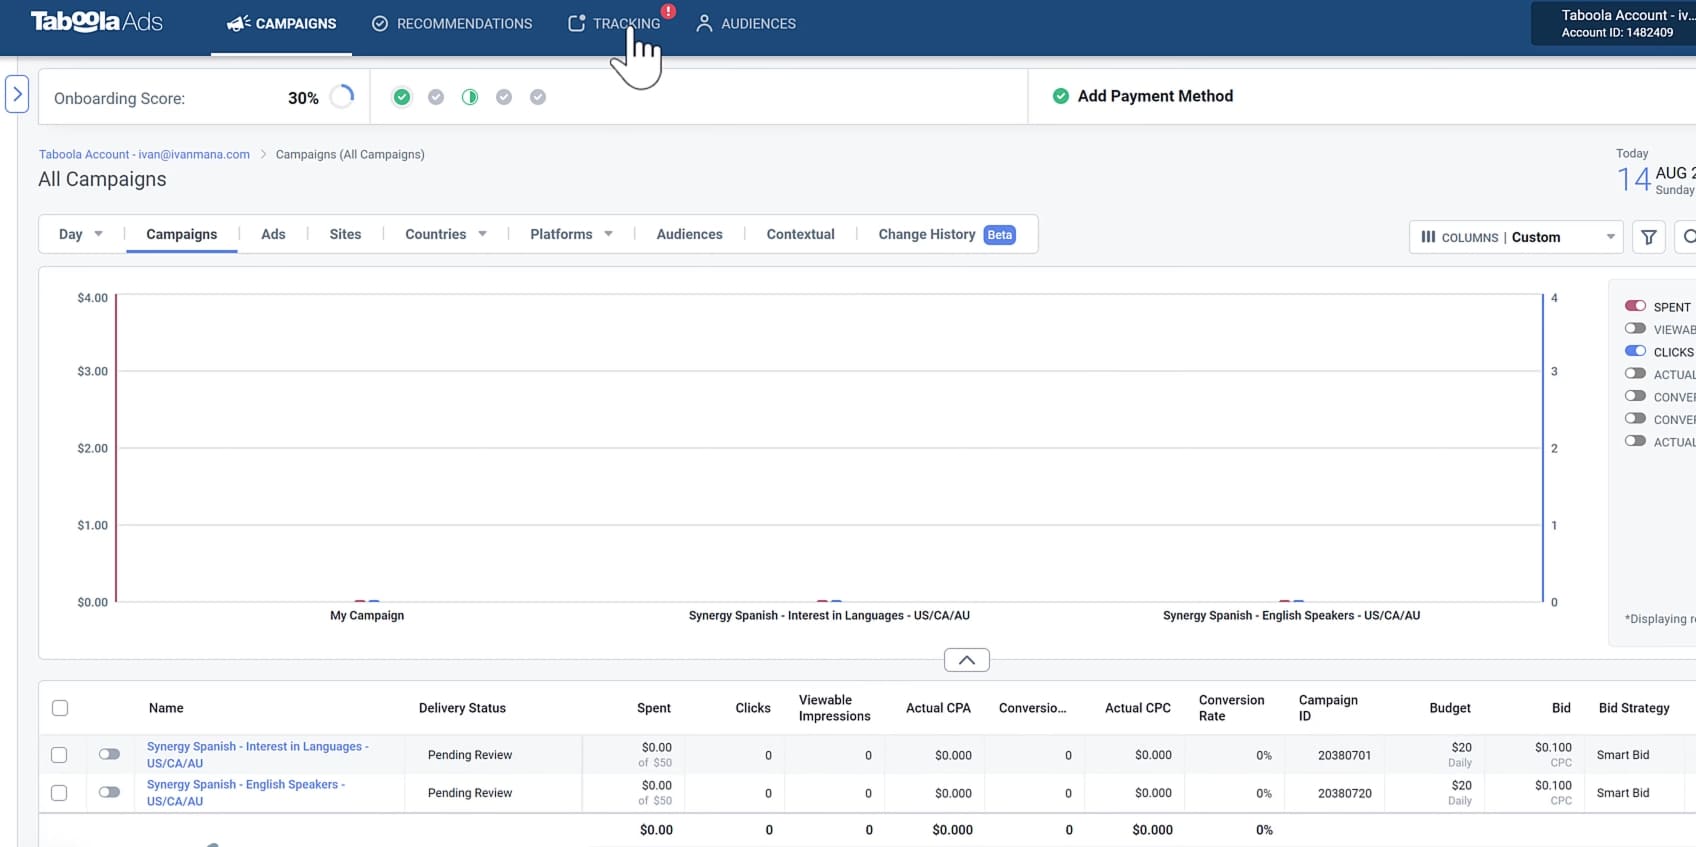 Taboola Ads
CAMPAIGNS
RECOMMENDATIONS
TRACKING
!
AUDIENCES
Taboola Account - iv...
Account ID: 1482409
Onboarding Score:
30%
Add Payment Method
Taboola Account - ivan@ivanmana.com > Campaigns (All Campaigns)
All Campaigns
Today
14
AUG 2
Sunday
Day
Campaigns
Ads
Sites
Countries
Platforms
Audiences
Contextual
Change History
Beta
COLUMNS | Custom
$4.00
$3.00
$2.00
$1.00
$0.00
4
3
2
1
0
My Campaign
Synergy Spanish - Interest in Languages - US/CA/AU
Synergy Spanish - English Speakers - US/CA/AU
SPENT
VIEWAB
CLICKS
ACTUAL
CONVER
CONVER
ACTUAL
*Displaying re
Name
Delivery Status
Spent
Clicks
Viewable
Impressions
Actual CPA
Conversio...
Actual CPC
Conversion
Rate
Campaign
ID
Budget
Bid
Bid Strategy
Synergy Spanish - Interest in Languages -
US/CA/AU
Pending Review
$0.00
of $50
0
0
$0.000
0
$0.000
0%
20380701
$20
Daily
$0.100
CPC
Smart Bid
Synergy Spanish - English Speakers -
US/CA/AU
Pending Review
$0.00
of $50
0
0
$0.000
0
$0.000
0%
20380720
$20
Daily
$0.100
CPC
Smart Bid
$0.00
0
0
$0.000
0
$0.000
0%